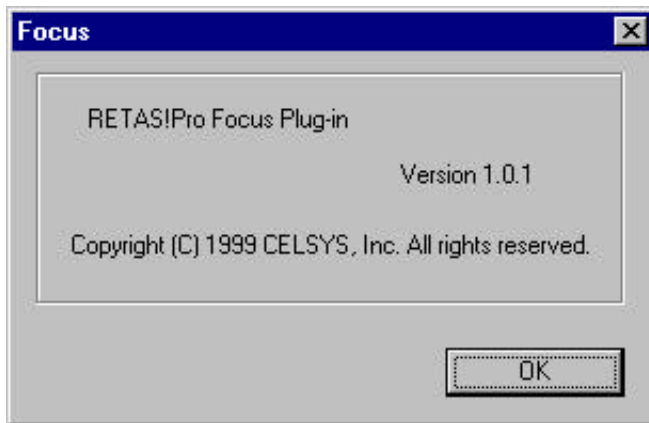 Focus
RETAS!Pro Focus Plug-in
Version 1.0.1
Copyright (C) 1999 CELSYS, Inc. All rights reserved.
OK